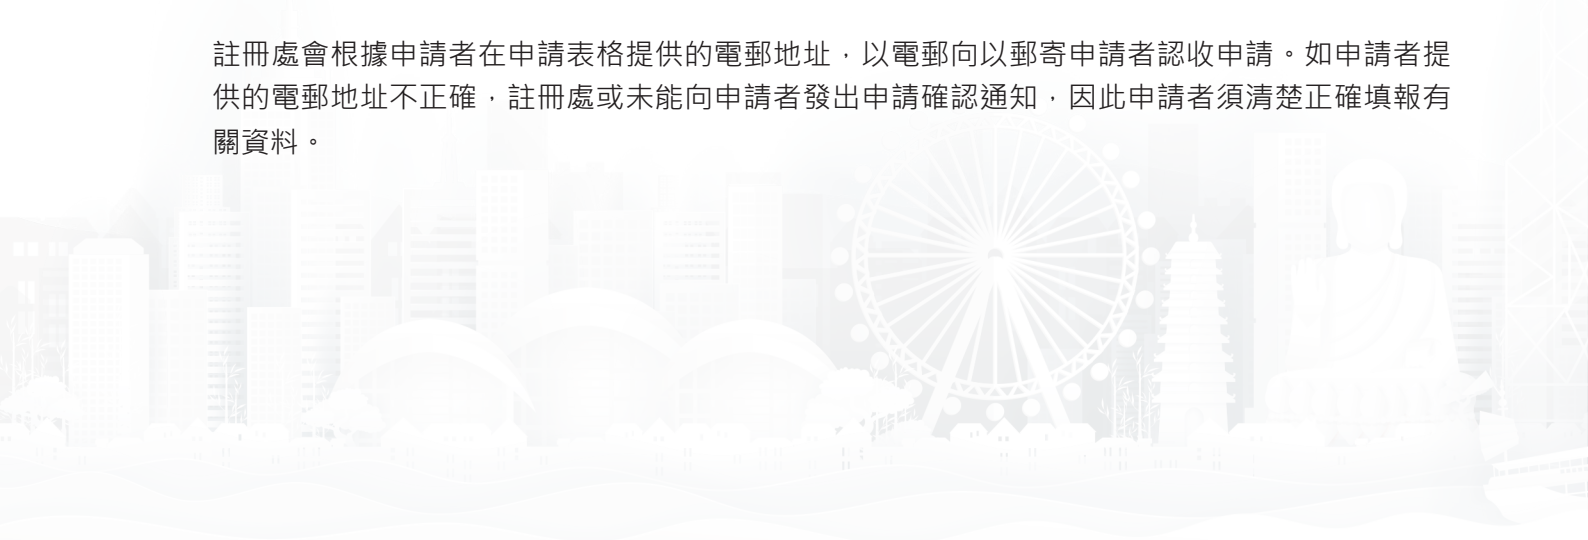 註冊處會根據申請者在申請表格提供的電郵地址，以電郵向以郵寄申請者認收申請。如申請者提
供的電郵地址不正確，註冊處或未能向申請者發出申請確認通知，因此申請者須清楚正確填報有
關資料。